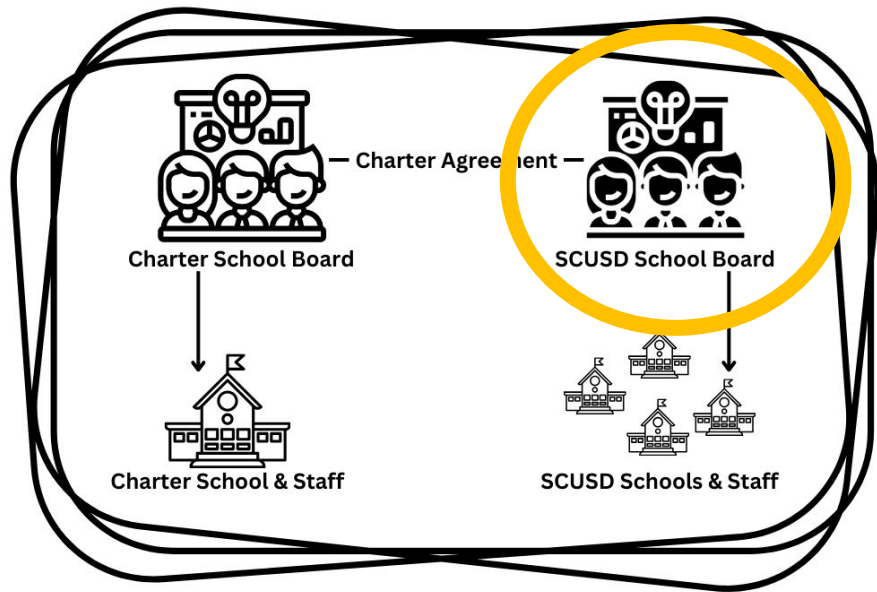 Charter Agreement
Charter School Board
SCUSD School Board
Charter School & Staff
SCUSD Schools & Staff